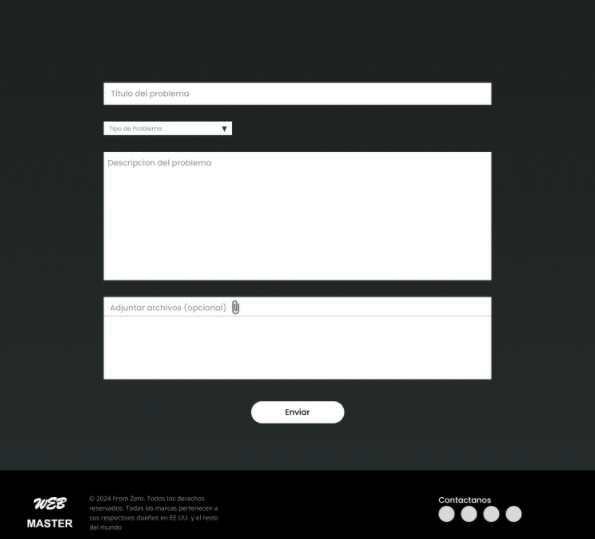 Titulo del problema
Tipo de Problema
Descripcion del problema
Adjuntar archivos (opcional)
Enviar
WEB
MASTER
© 2024 From Zero. Todos los derechos
reservados. Todas las marcas pertenecen a
sus respectivos dueños en EE.UU. y el resto
del mundo
Contactanos